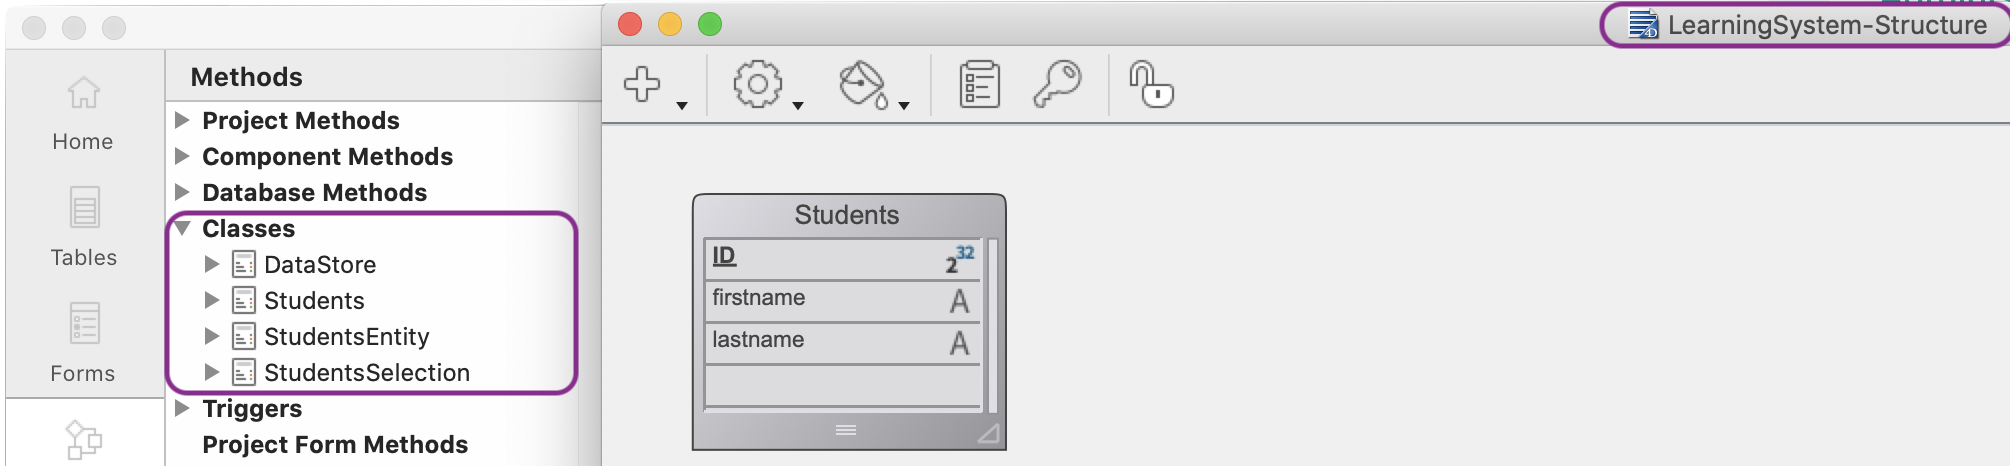 LearningSystem-Structure
Methods
Home
Tables
Forms
Project Methods
Component Methods
Database Methods
Classes
DataStore
Students
StudentsEntity
StudentsSelection
Triggers
Project Form Methods
Students
ID 2^32
firstname A
lastname A